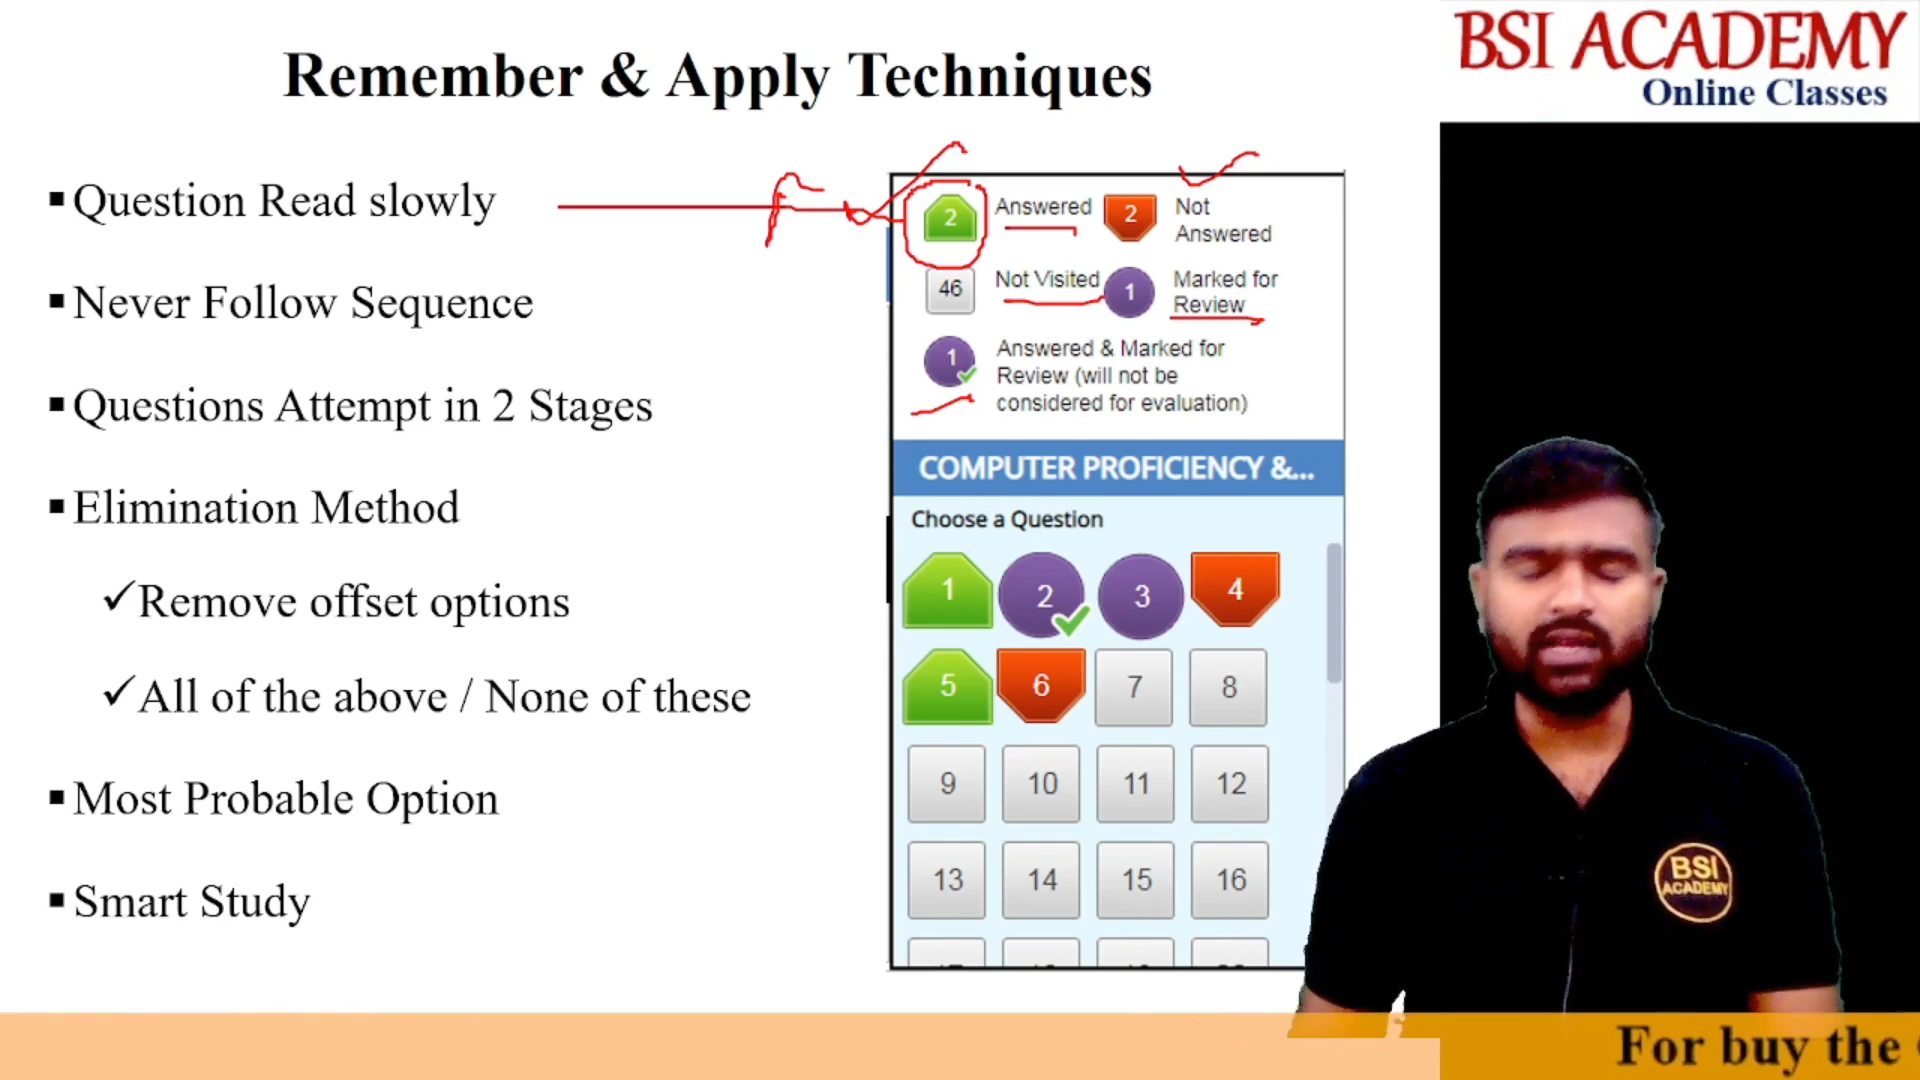 Remember & Apply Techniques
BSI ACADEMY
Online Classes
Question Read slowly
Never Follow Sequence
Questions Attempt in 2 Stages
Elimination Method
Remove offset options
All of the above / None of these
Most Probable Option
Smart Study
2 Answered 2 Not
Answered
46 Not Visited 1 Marked for
Review
1 Answered & Marked for
Review (will not be
considered for evaluation)
COMPUTER PROFICIENCY &...
Choose a Question
1 2 3 4
5 6 7 8
9 10 11 12
13 14 15 16
BSI
ACADEMY
For buy the